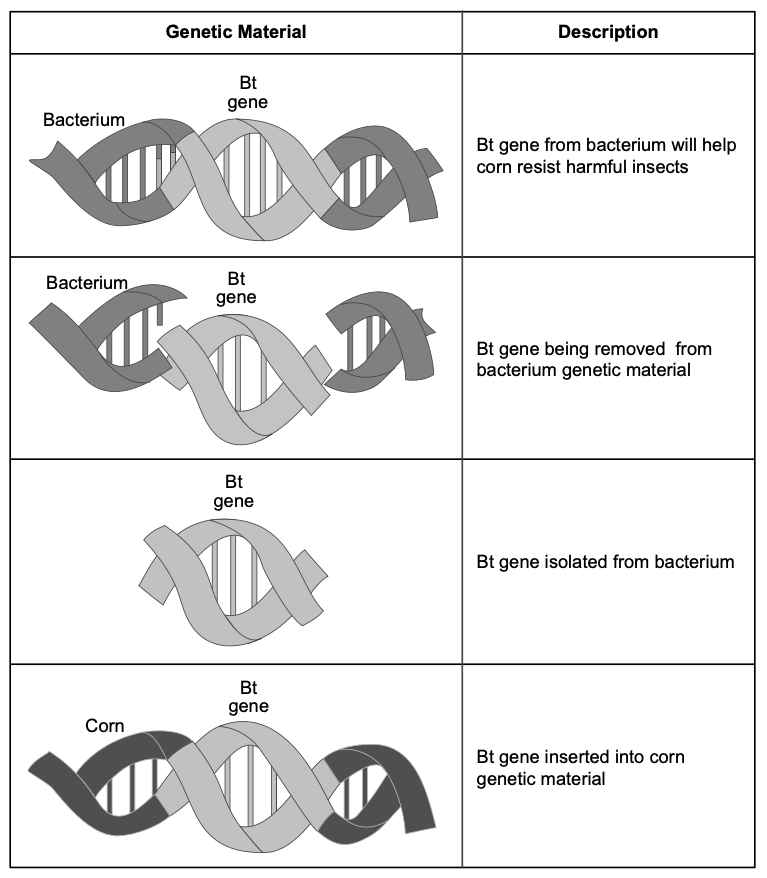 Genetic Material
Description
Bt
gene
Bacterium
Bt gene from bacterium will help
corn resist harmful insects
Bt
gene
Bacterium
Bt gene being removed from
bacterium genetic material
Bt
gene
Bt gene isolated from bacterium
Bt
gene
Corn
Bt gene inserted into corn
genetic material